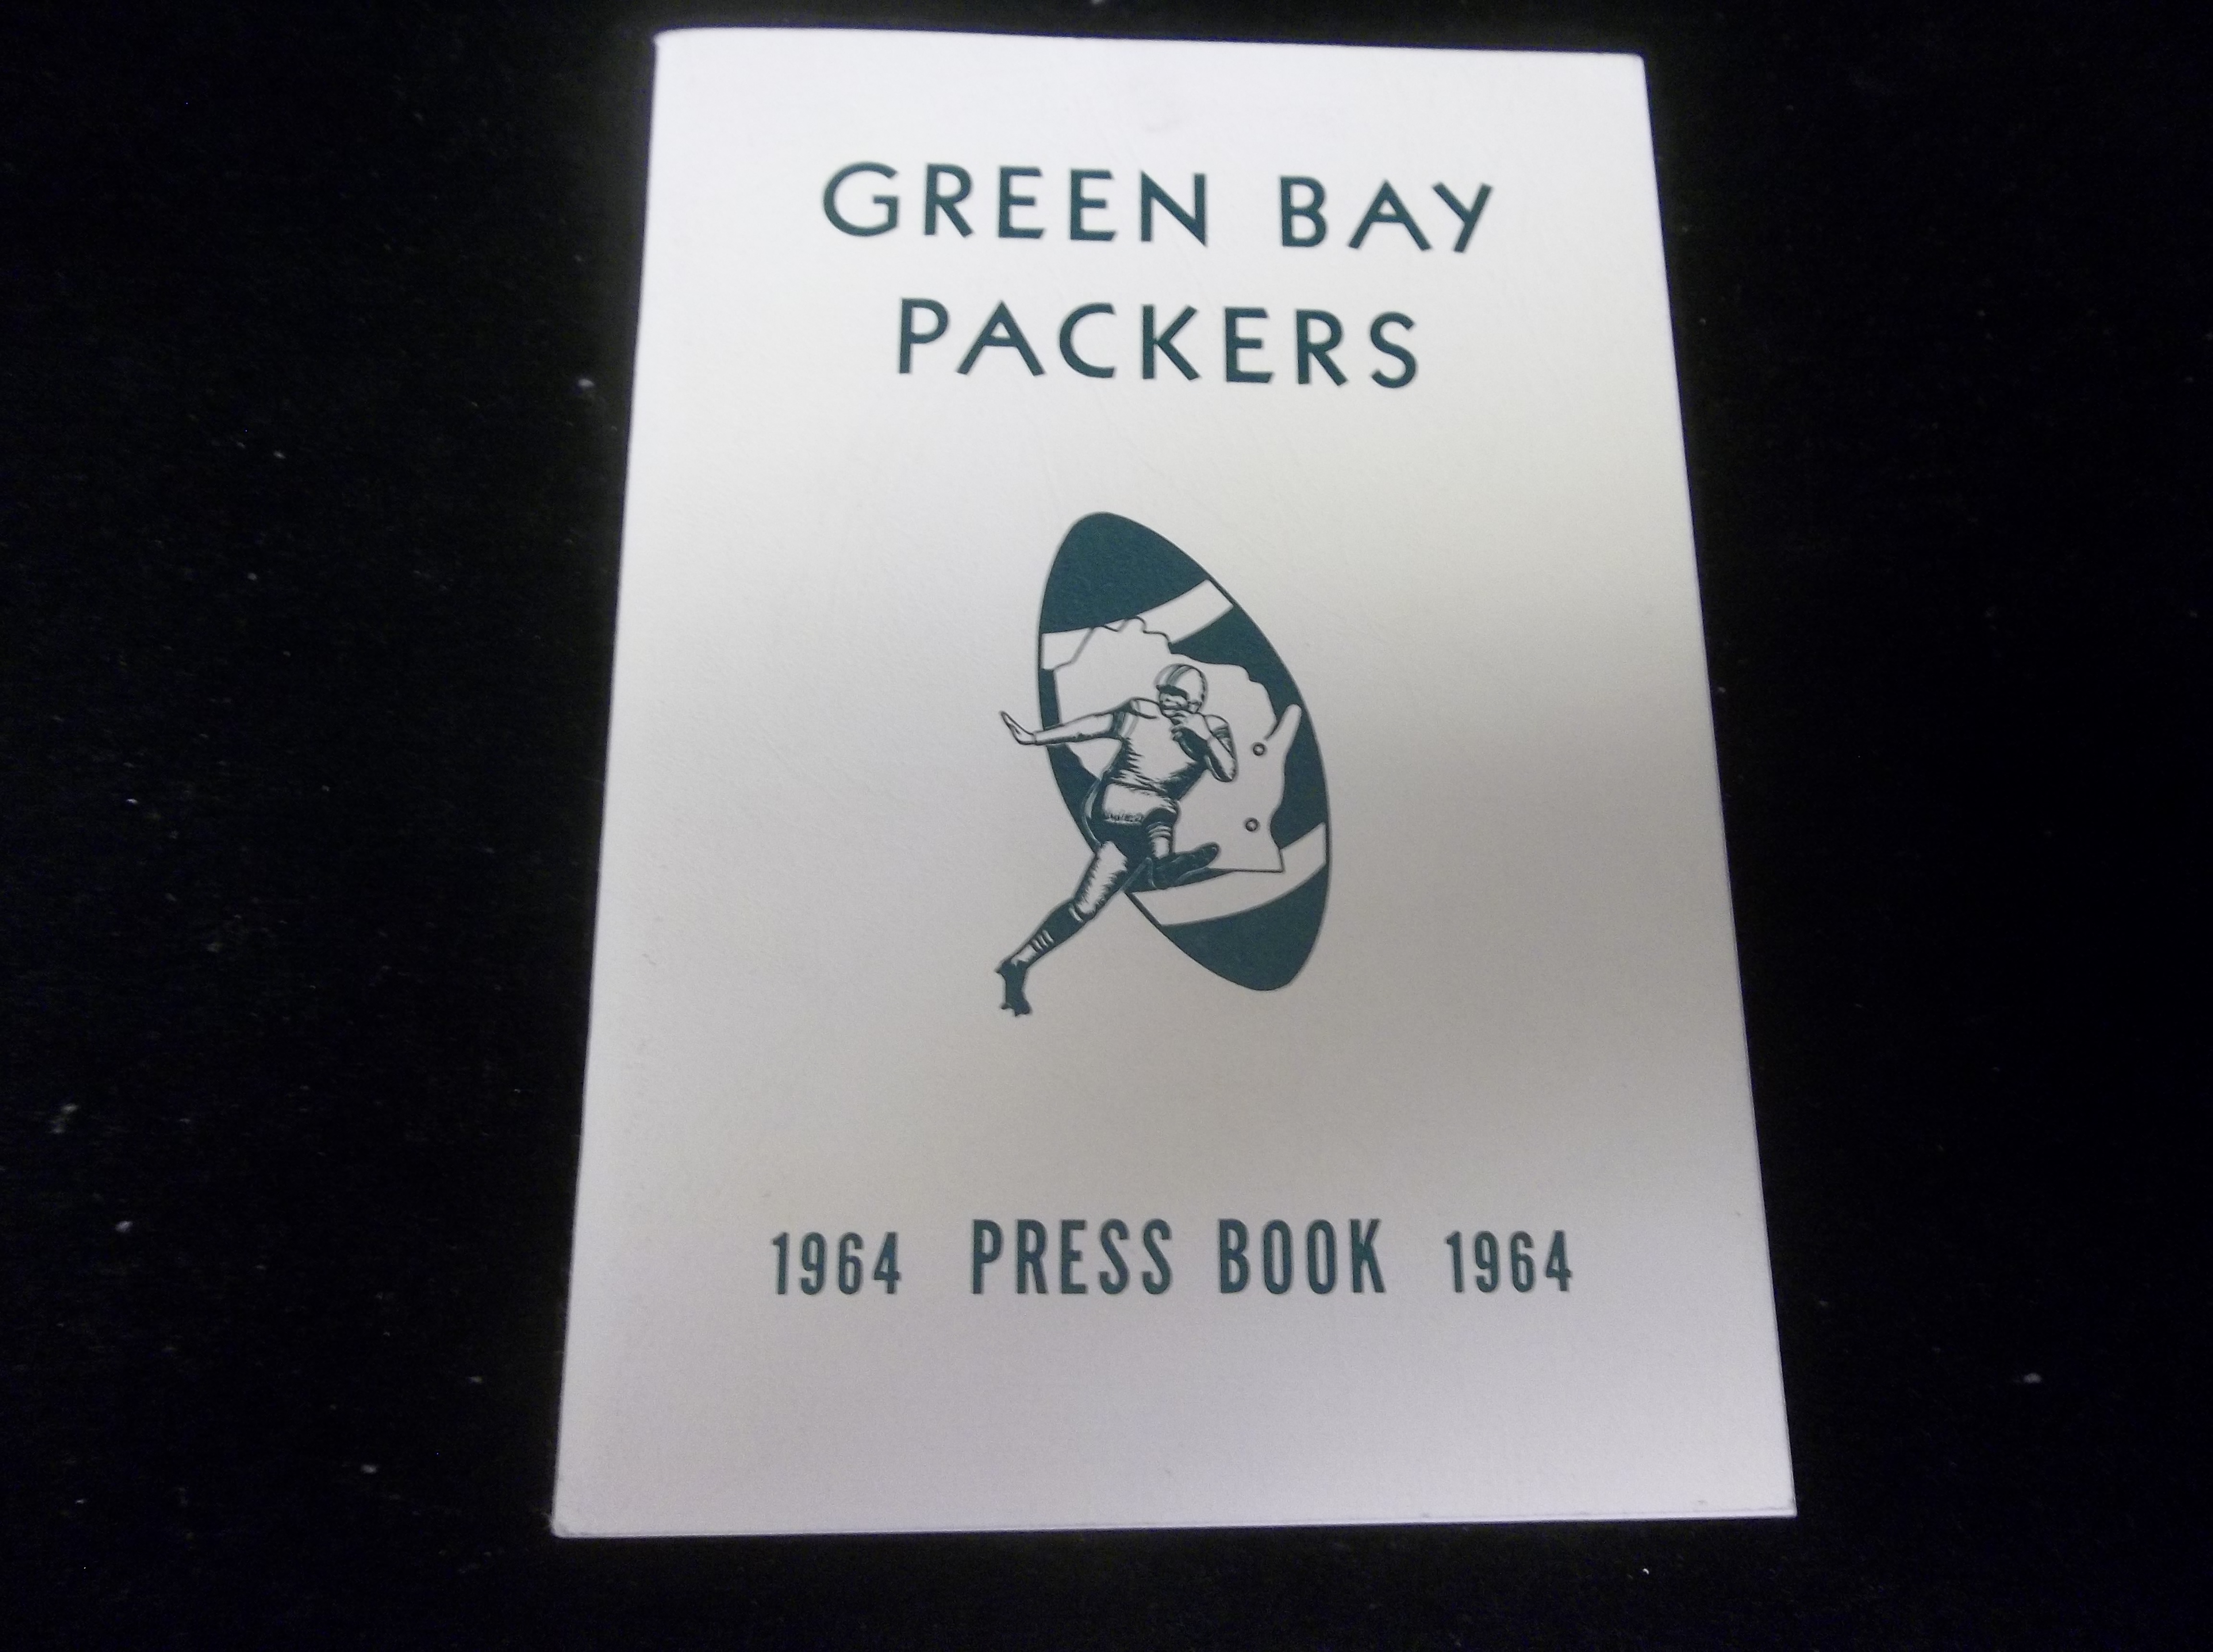 GREEN BAY
PACKERS
1964 PRESS BOOK 1964